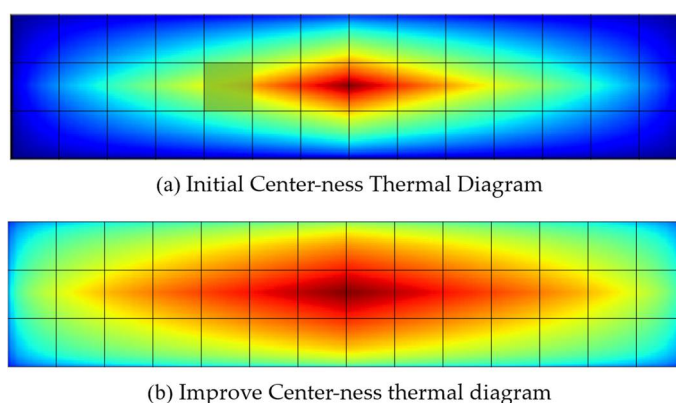 (a) Initial Center-ness Thermal Diagram
(b) Improve Center-ness thermal diagram